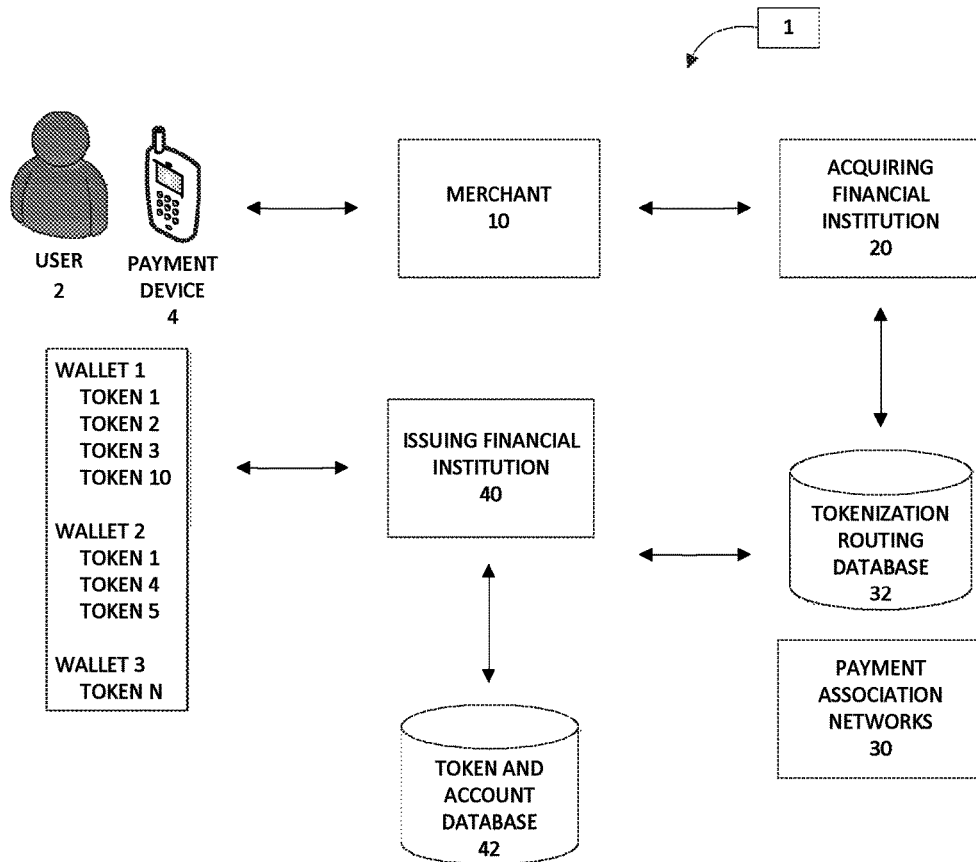 1
USER
2
PAYMENT
DEVICE
4
MERCHANT
10
ACQUIRING
FINANCIAL
INSTITUTION
20
WALLET 1
TOKEN 1
TOKEN 2
TOKEN 3
TOKEN 10
WALLET 2
TOKEN 1
TOKEN 4
TOKEN 5
WALLET 3
TOKEN N
ISSUING FINANCIAL
INSTITUTION
40
TOKENIZATION
ROUTING
DATABASE
32
PAYMENT
ASSOCIATION
NETWORKS
30
TOKEN AND
ACCOUNT
DATABASE
42